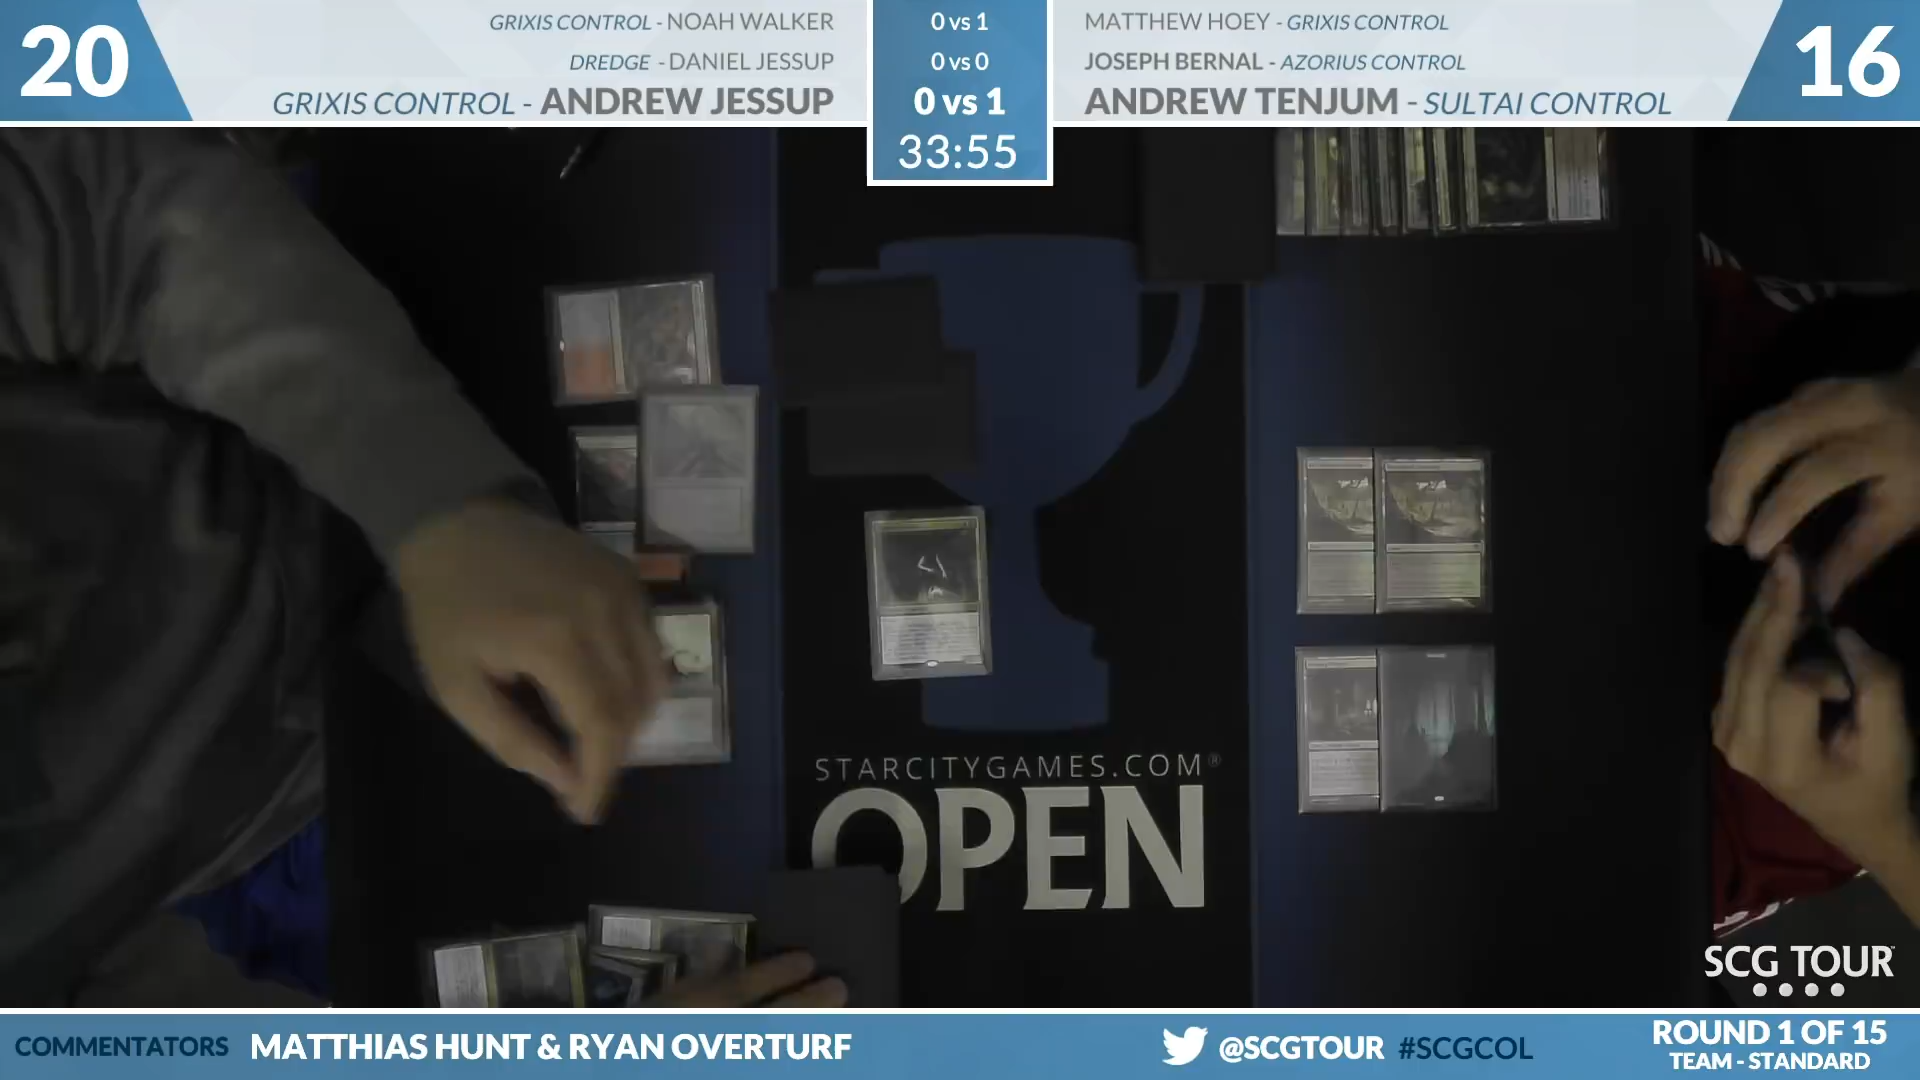 20
GRIXIS CONTROL - NOAH WALKER
DREDGE - DANIEL JESSUP
GRIXIS CONTROL - ANDREW JESSUP
0 vs 1
0 vs 0
0 vs 1
33:55
MATTHEW HOEY - GRIXIS CONTROL
JOSEPH BERNAL - AZORIUS CONTROL
ANDREW TENJUM - SULTAI CONTROL
16
STARCITYGAMES.COM®
OPEN
SCG TOUR
COMMENTATORS MATTHIAS HUNT & RYAN OVERTURF
@SCGTOUR #SCGCOL
ROUND 1 OF 15
TEAM - STANDARD